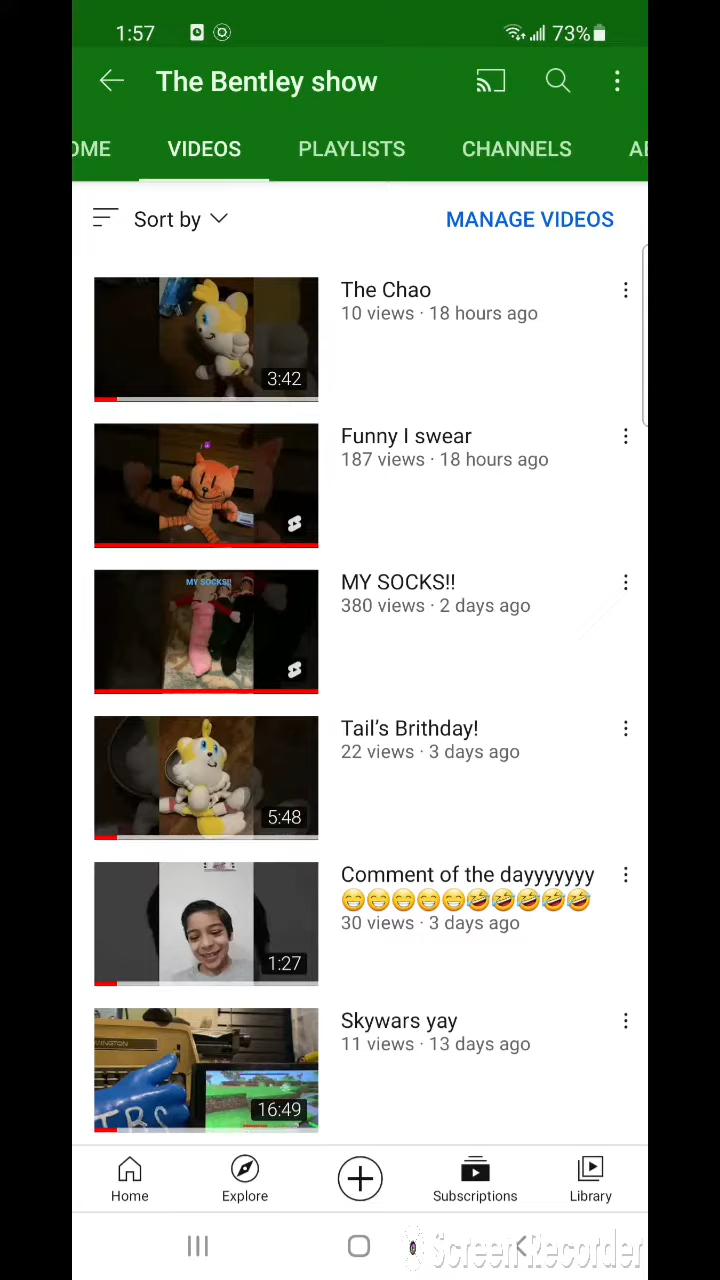 1:57
73%
The Bentley show
OME
VIDEOS
PLAYLISTS
CHANNELS
Sort by
MANAGE VIDEOS
The Chao
10 views · 18 hours ago
3:42
Funny I swear
187 views · 18 hours ago
MY SOCKS!!
MY SOCKS!!
380 views · 2 days ago
Tail's Brithday!
22 views · 3 days ago
5:48
Comment of the dayyyyyyy
😁😁😁😁😁🤣🤣🤣🤣🤣
30 views · 3 days ago
1:27
Skywars yay
11 views · 13 days ago
16:49
TBS
Home
Explore
Subscriptions
Library
Screen Recorder